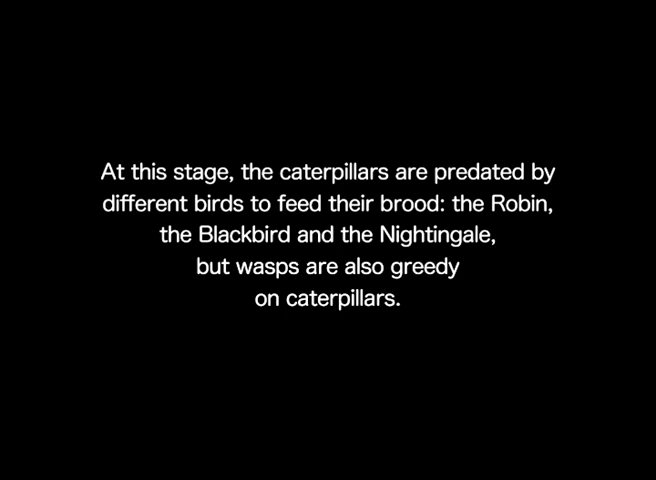 At this stage, the caterpillars are predated by
different birds to feed their brood: the Robin,
the Blackbird and the Nightingale,
but wasps are also greedy
on caterpillars.